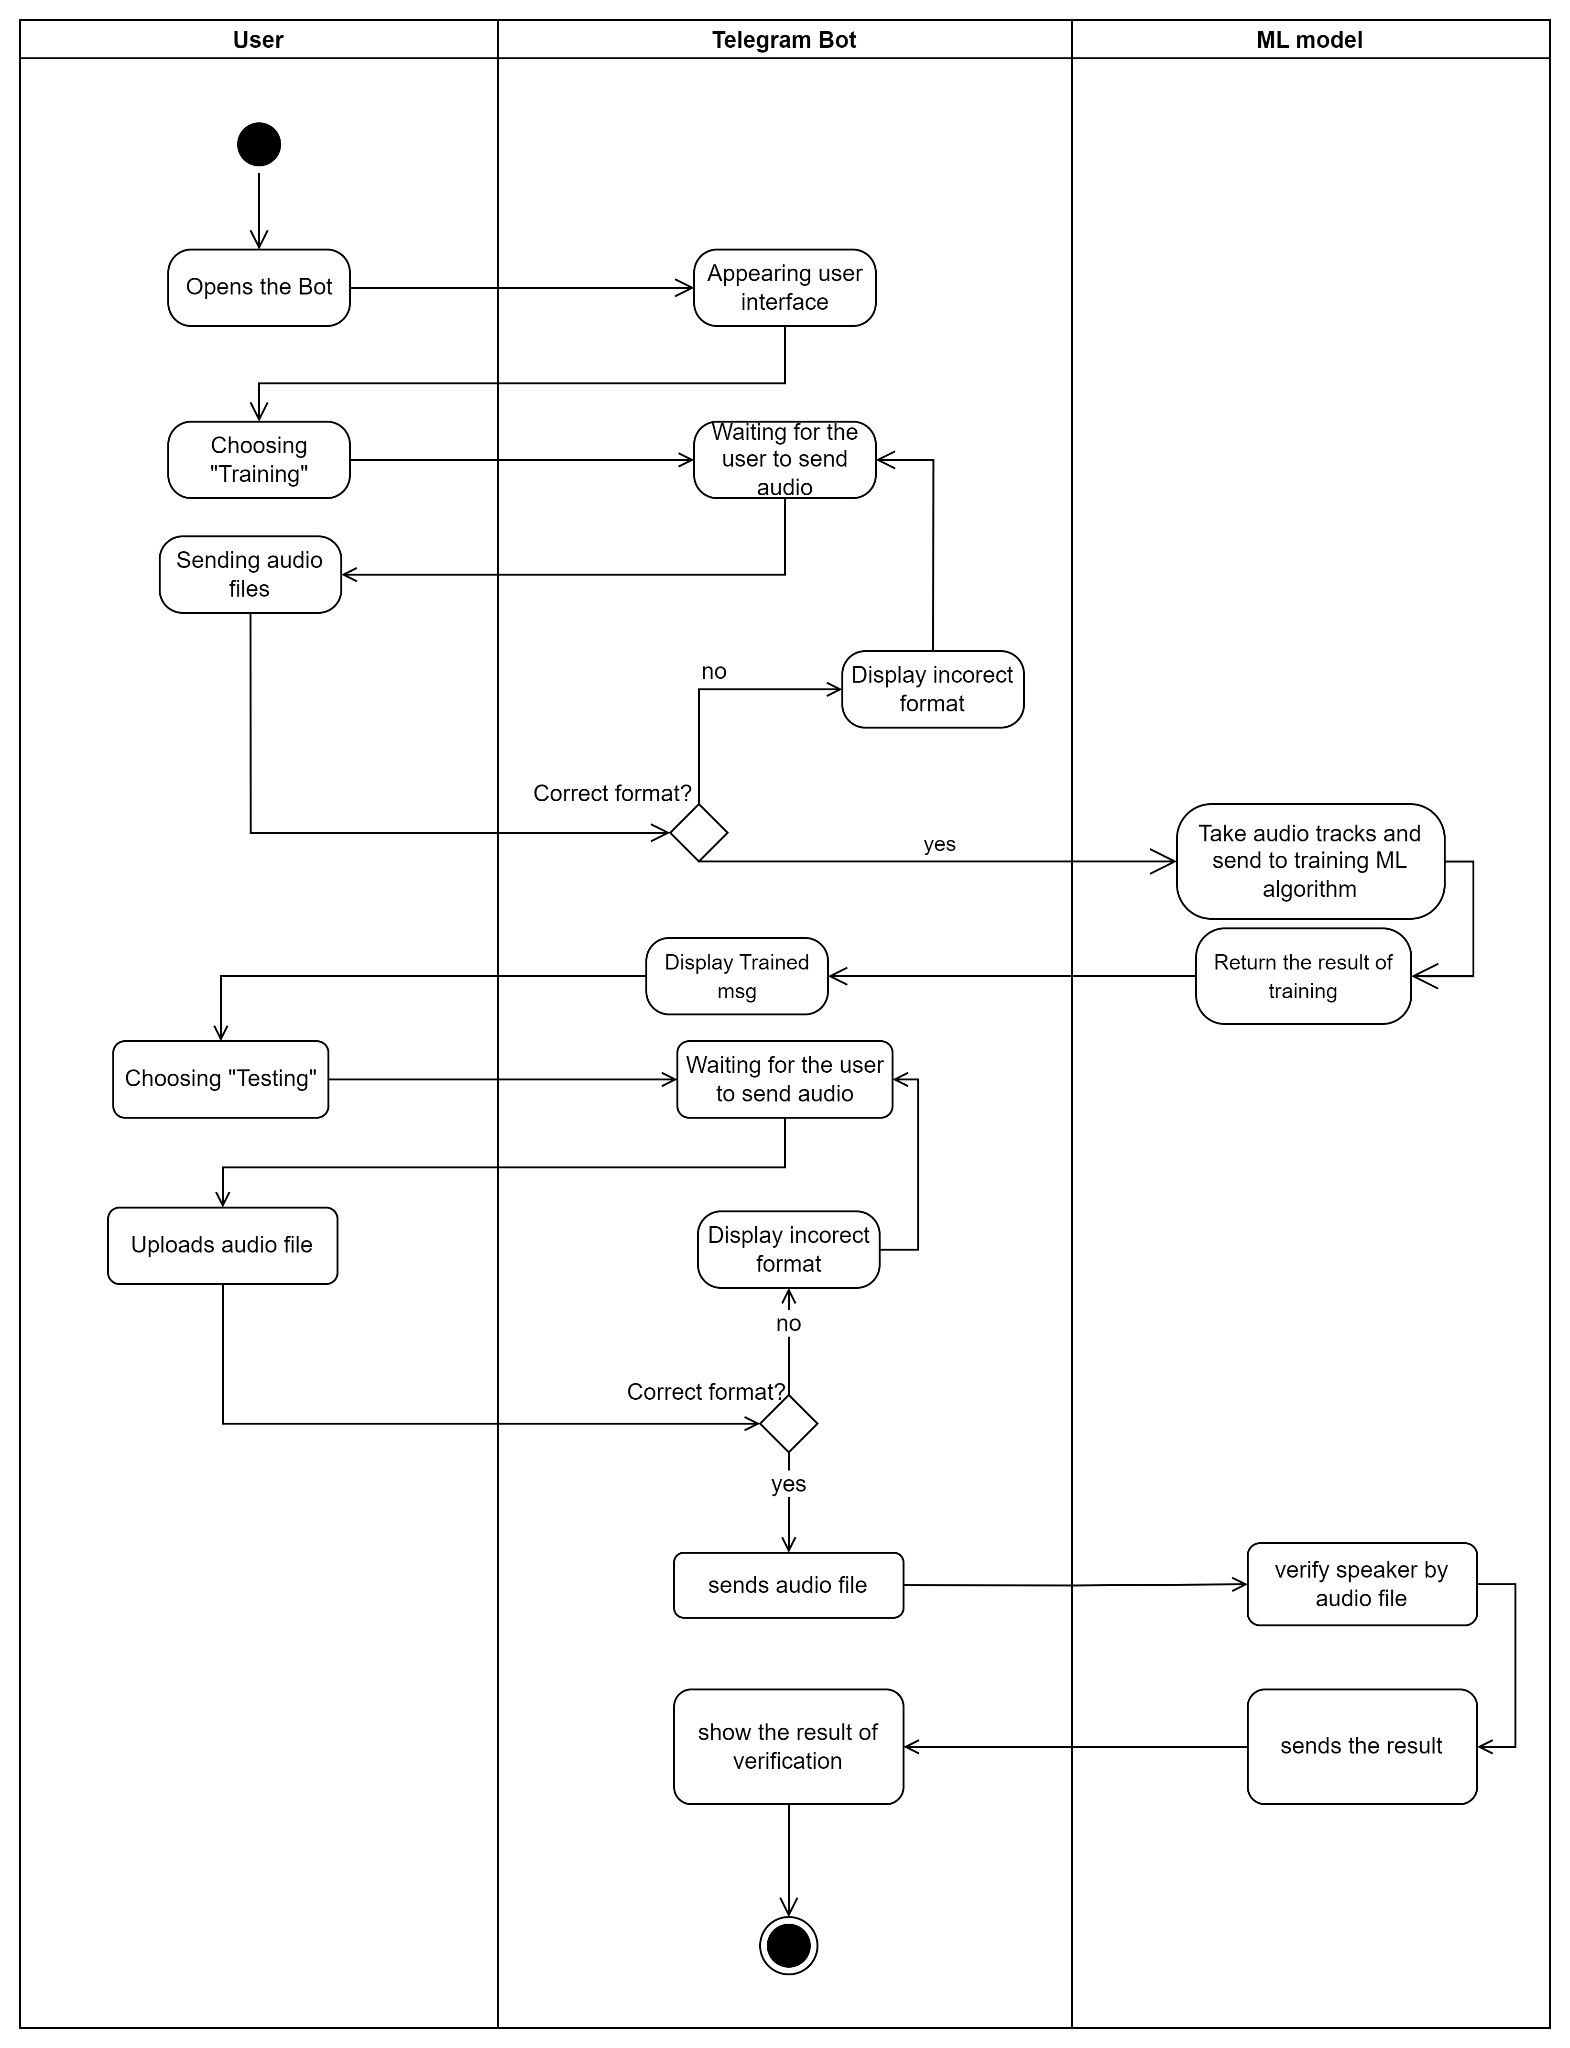 User
Telegram Bot
ML model
Opens the Bot
Appearing user
interface
Choosing
"Training"
Waiting for the
user to send
audio
Sending audio
files
no
Display incorect
format
Correct format?
yes
Take audio tracks and
send to training ML
algorithm
Display Trained
msg
Return the result of
training
Choosing "Testing"
Waiting for the user
to send audio
Uploads audio file
Display incorect
format
no
Correct format?
yes
sends audio file
verify speaker by
audio file
show the result of
verification
sends the result